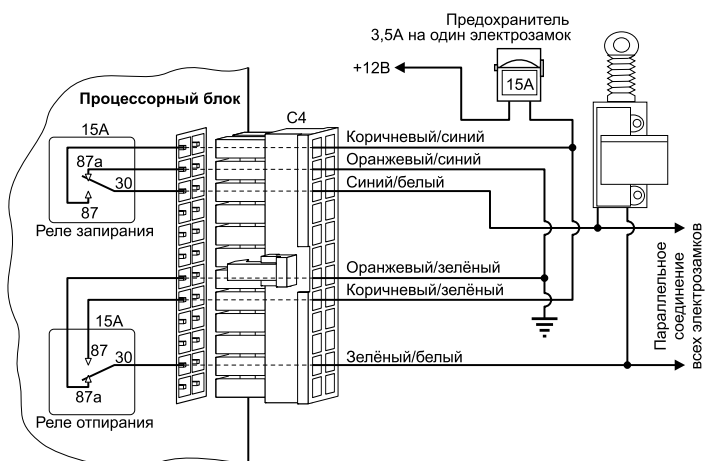 Предохранитель
3,5А на один электрозамок
+12В
15А
Процессорный блок
С4
15А
87а
30
87
Реле запирания
Коричневый/синий
Оранжевый/синий
Синий/белый
Оранжевый/зелёный
Коричневый/зелёный
Зелёный/белый
15А
87
30
87а
Реле отпирания
Параллельное
соединение
всех электрозамков